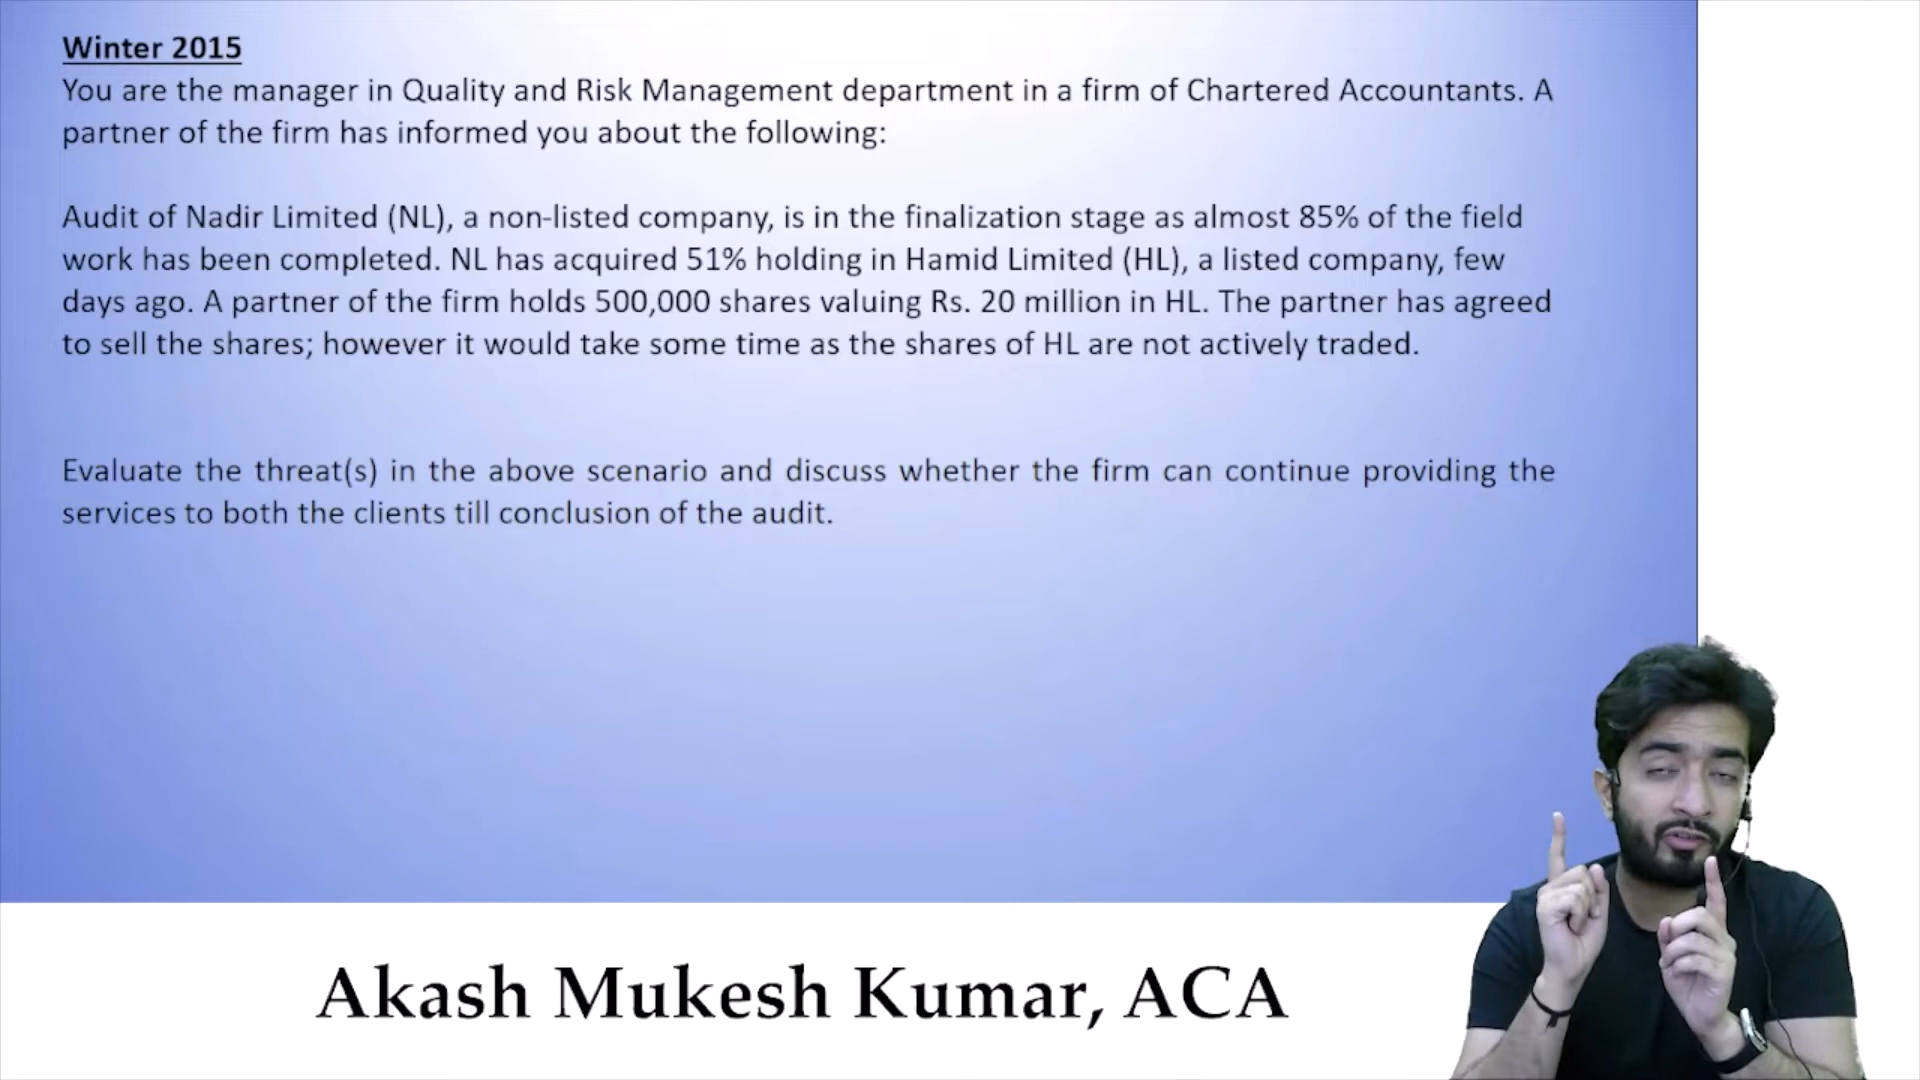 Winter 2015
You are the manager in Quality and Risk Management department in a firm of Chartered Accountants. A
partner of the firm has informed you about the following:
Audit of Nadir Limited (NL), a non-listed company, is in the finalization stage as almost 85% of the field
work has been completed. NL has acquired 51% holding in Hamid Limited (HL), a listed company, few
days ago. A partner of the firm holds 500,000 shares valuing Rs. 20 million in HL. The partner has agreed
to sell the shares; however it would take some time as the shares of HL are not actively traded.
Evaluate the threat(s) in the above scenario and discuss whether the firm can continue providing the
services to both the clients till conclusion of the audit.
Akash Mukesh Kumar, ACA